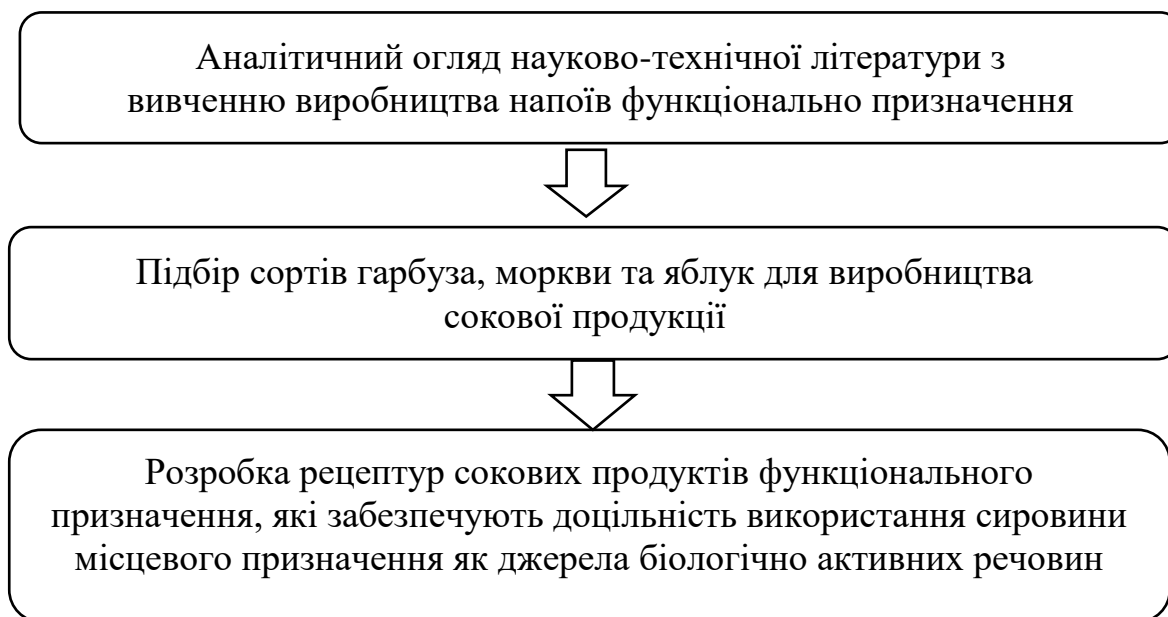 Аналітичний огляд науково-технічної літератури з
вивченню виробництва напоїв функціонально призначення
Підбір сортів гарбуза, моркви та яблук для виробництва
сокової продукції
Розробка рецептур сокових продуктів функціонального
призначення, які забезпечують доцільність використання сировини
місцевого призначення як джерела біологічно активних речовин